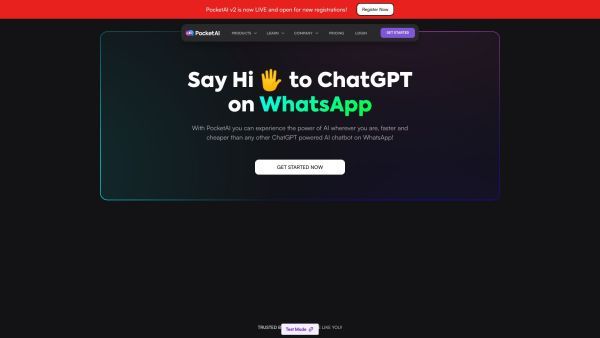 PocketAI v2 is now LIVE and open for new registrations! Register Now
PocketAI PRODUCTS LEARN COMPANY PRICING LOGIN GET STARTED
Say Hi 🖐 to ChatGPT
on WhatsApp
With PocketAI you can experience the power of AI wherever you are, faster and
cheaper than any other ChatGPT powered AI chatbot on WhatsApp!
GET STARTED NOW
TRUSTED Test Mode LIKE YOU!